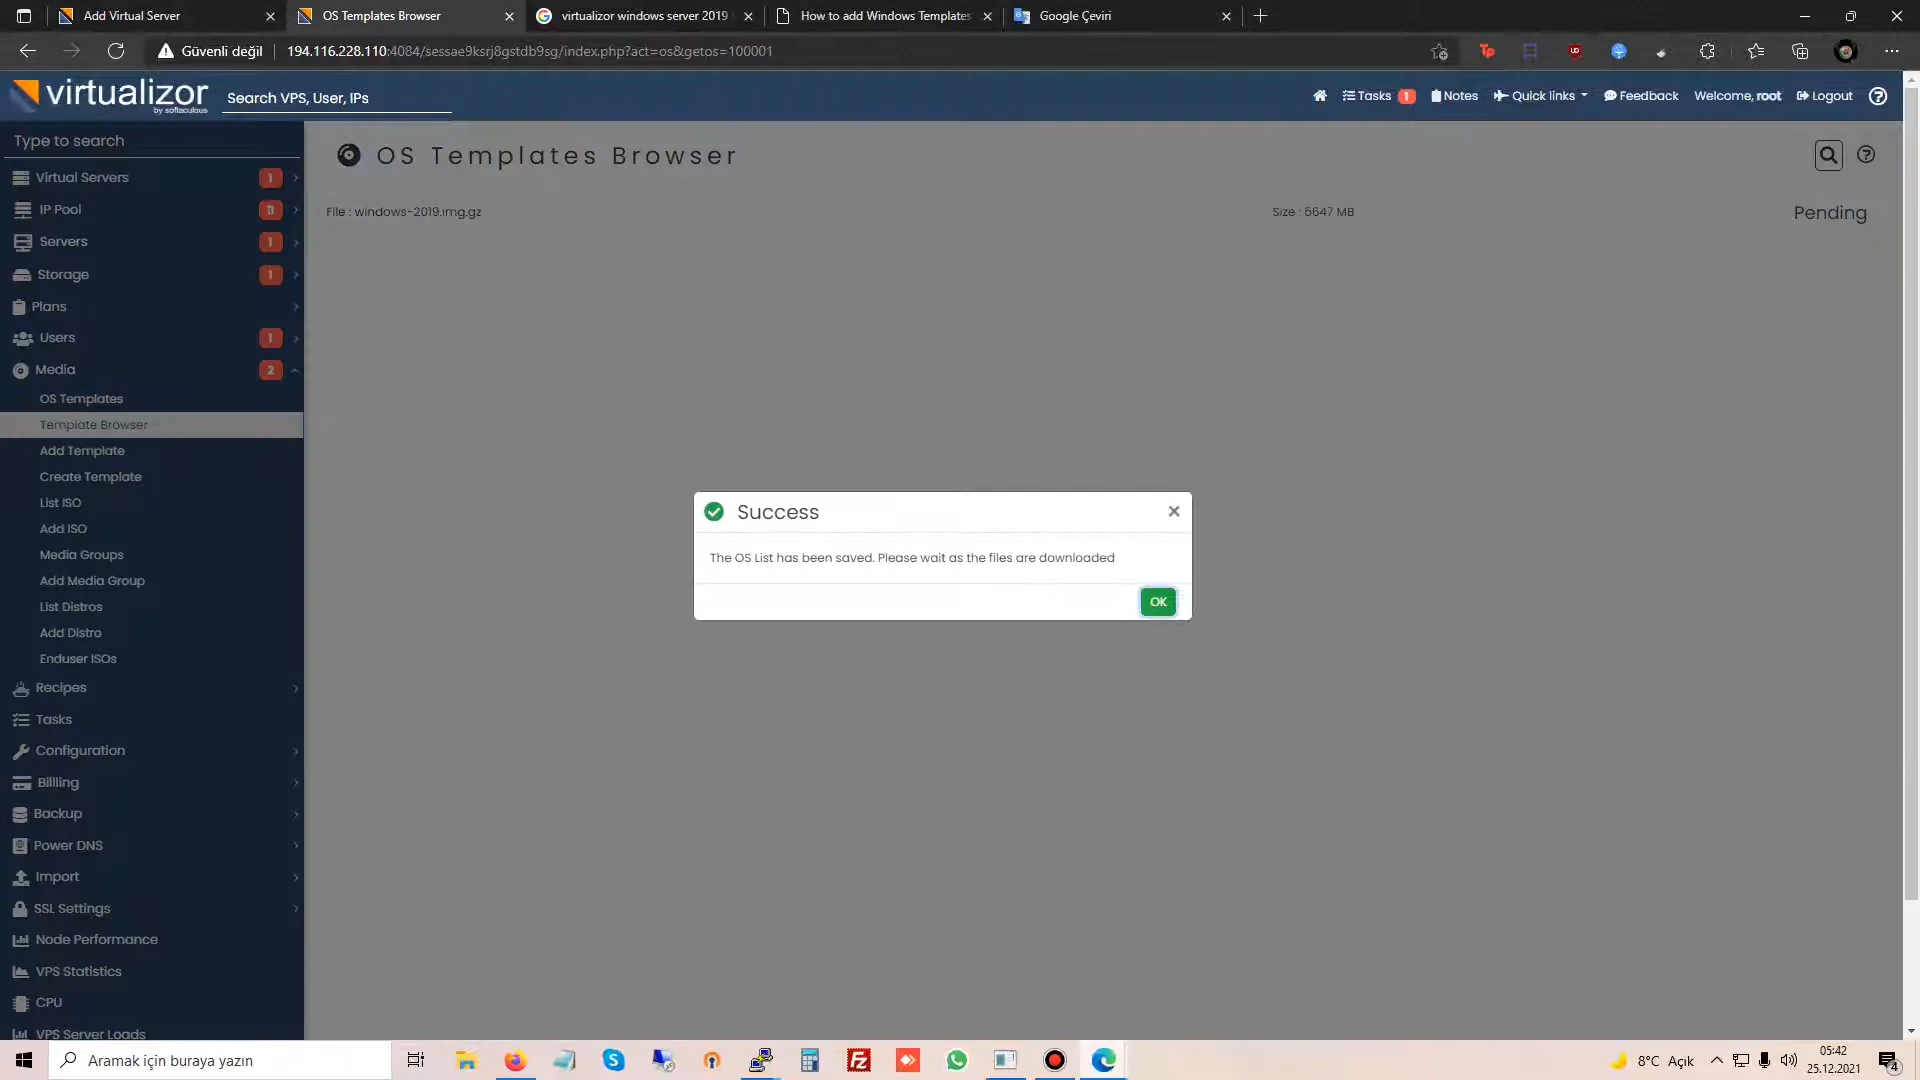 Add Virtual Server
OS Templates Browser
virtualizor windows server 2019
How to add Windows Templates
Google Çeviri
Güvenli değil
194.116.228.110:4084/sessae9ksrj8gstdb9sg/index.php?act=os&getos=100001
virtualizor
by softaculous
Search VPS, User, IPs
Tasks 1
Notes
Quick links
Feedback
Welcome, root
Logout
Type to search
Virtual Servers 1
IP Pool 11
Servers 1
Storage 1
Plans
Users 1
Media 2
OS Templates
Template Browser
Add Template
Create Template
List ISO
Add ISO
Media Groups
Add Media Group
List Distros
Add Distro
Enduser ISOs
Recipes
Tasks
Configuration
Billling
Backup
Power DNS
Import
SSL Settings
Node Performance
VPS Statistics
CPU
VPS Server Loads
OS Templates Browser
File : windows-2019.img.gz
Size : 5647 MB
Pending
Success
The OS List has been saved. Please wait as the files are downloaded
OK
Aramak için buraya yazın
8°C Açık
05:42
25.12.2021
4